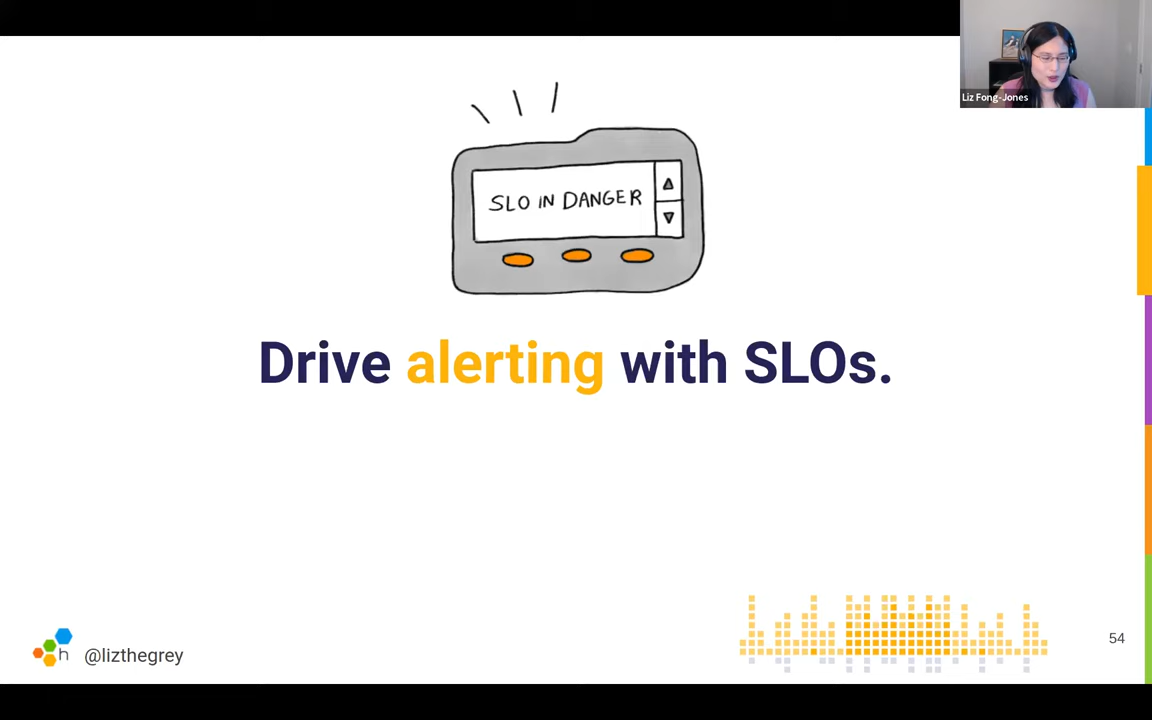 Liz Fong-Jones
SLO IN DANGER
Drive alerting with SLOs.
h @lizthegrey
54